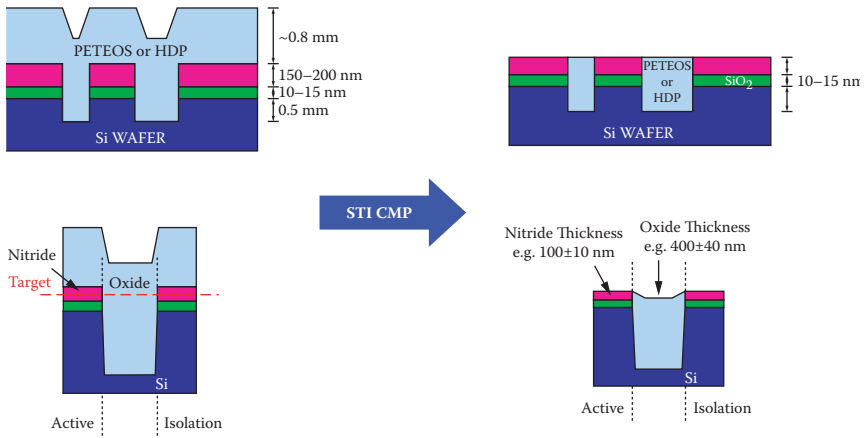 PETEOS or HDP
~0.8 mm
150–200 nm
10–15 nm
0.5 mm
Si WAFER
PETEOS
or
HDP
SiO2
10–15 nm
Si WAFER
STI CMP
Nitride
Target
Oxide
Si
Active
Isolation
Nitride Thickness
e.g. 100±10 nm
Oxide Thickness
e.g. 400±40 nm
Si
Active
Isolation